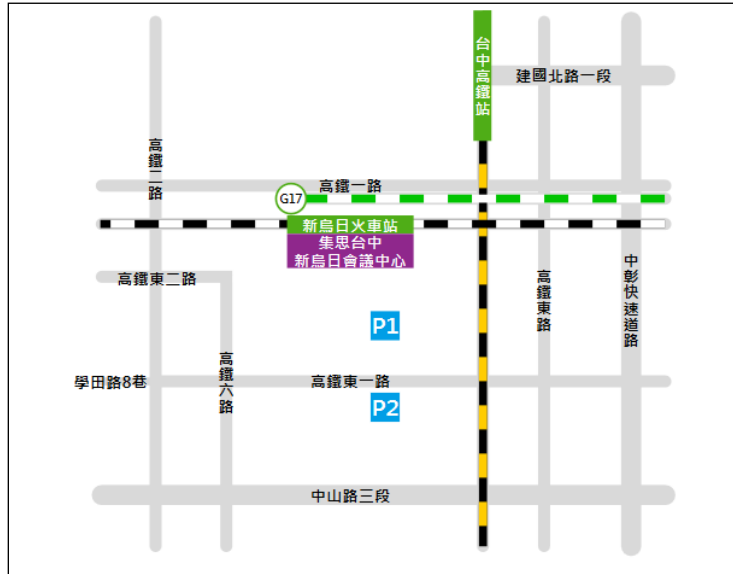 台中高鐵站
建國北路一段
高鐵二路
高鐵一路
G17
新烏日火車站
集思台中
新烏日會議中心
高鐵東二路
高鐵東路
中彰快速道路
P1
高鐵六路
學田路8巷
高鐵東一路
P2
中山路三段